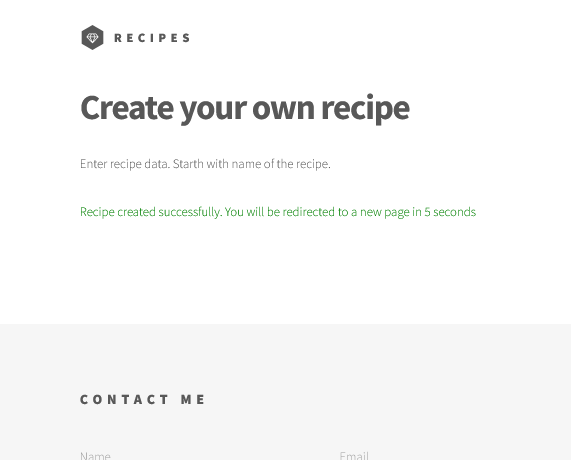 RECIPES
Create your own recipe
Enter recipe data. Starth with name of the recipe.
Recipe created successfully. You will be redirected to a new page in 5 seconds
CONTACT ME
Name
Email